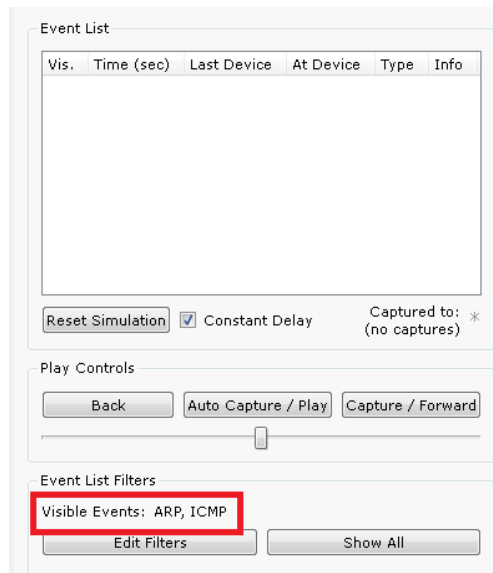 Event List
Vis. Time (sec) Last Device At Device Type Info
Reset Simulation Constant Delay Captured to: *
(no captures)
Play Controls
Back Auto Capture / Play Capture / Forward
Event List Filters
Visible Events: ARP, ICMP
Edit Filters Show All